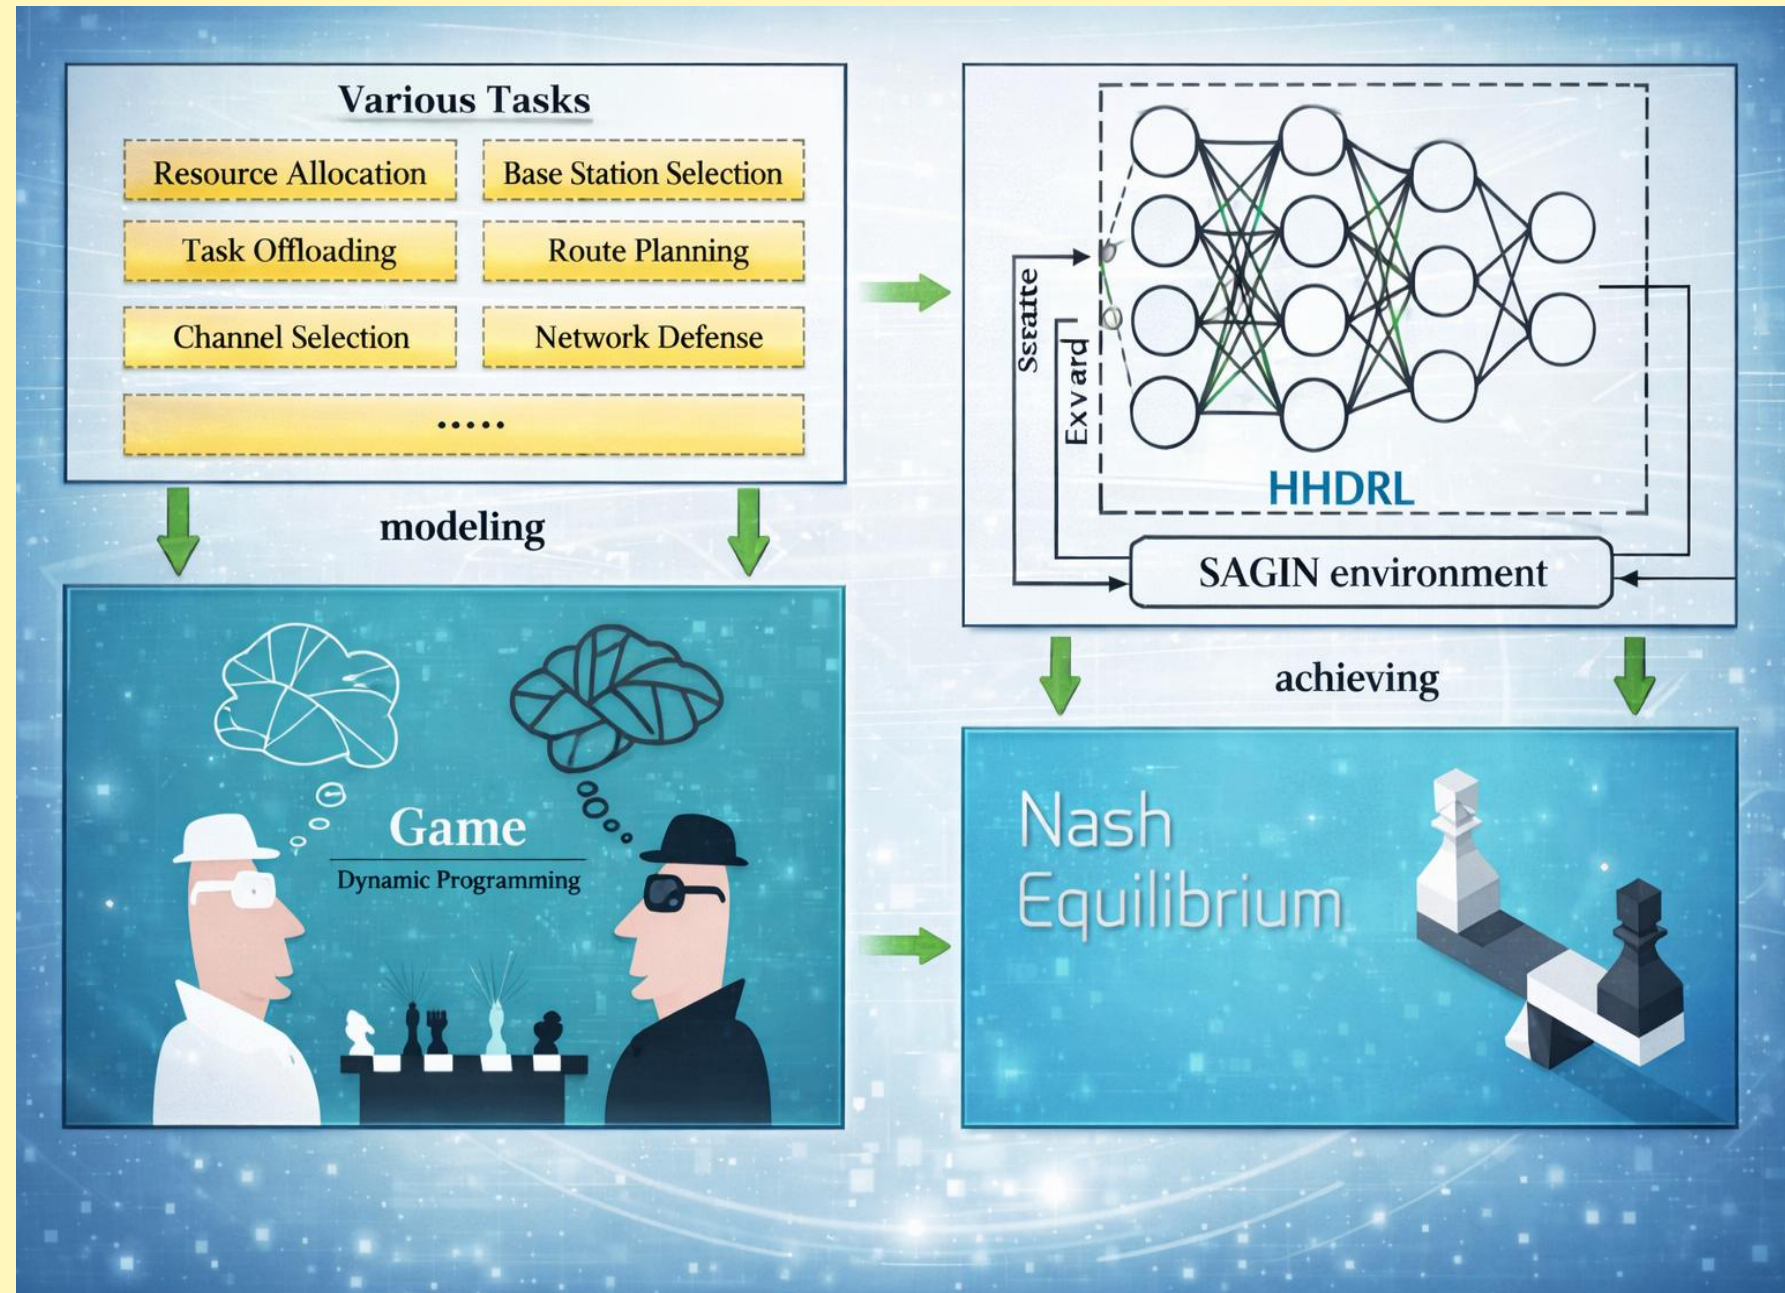 Various Tasks
Resource Allocation
Base Station Selection
Task Offloading
Route Planning
Channel Selection
Network Defense
.....
modeling
Game
Dynamic Programming
Exvard
HHDRL
SAGIN environment
achieving
Nash
Equilibrium